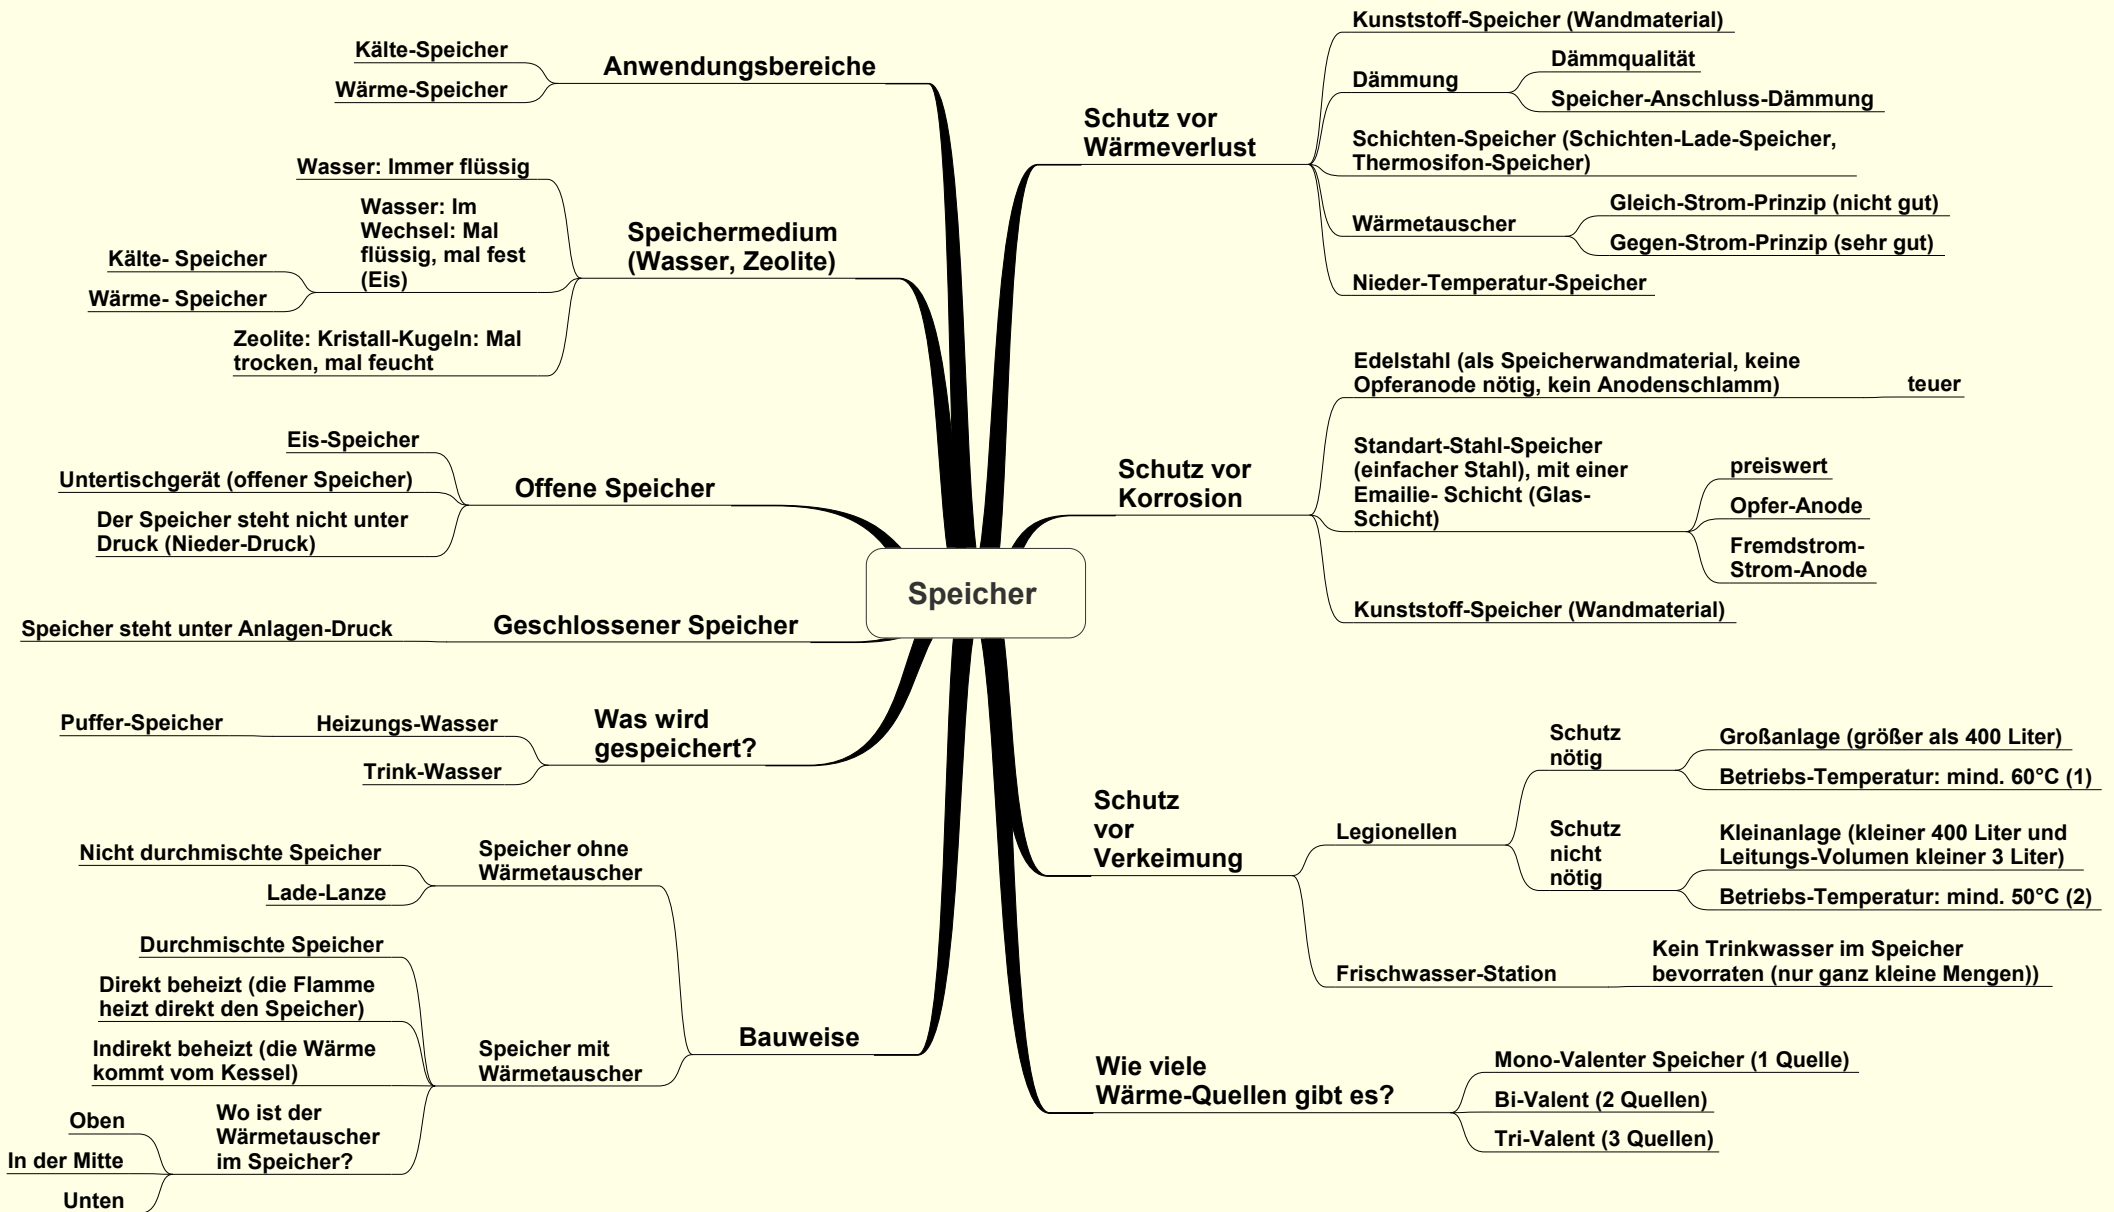 Speicher
Anwendungsbereiche
Kälte-Speicher
Wärme-Speicher
Speichermedium
(Wasser, Zeolite)
Wasser: Immer flüssig
Wasser: Im
Wechsel: Mal
flüssig, mal fest
(Eis)
Kälte- Speicher
Wärme- Speicher
Zeolite: Kristall-Kugeln: Mal
trocken, mal feucht
Offene Speicher
Eis-Speicher
Untertischgerät (offener Speicher)
Der Speicher steht nicht unter
Druck (Nieder-Druck)
Geschlossener Speicher
Speicher steht unter Anlagen-Druck
Was wird
gespeichert?
Heizungs-Wasser
Puffer-Speicher
Trink-Wasser
Bauweise
Speicher ohne
Wärmetauscher
Nicht durchmischte Speicher
Lade-Lanze
Speicher mit
Wärmetauscher
Durchmischte Speicher
Direkt beheizt (die Flamme
heizt direkt den Speicher)
Indirekt beheizt (die Wärme
kommt vom Kessel)
Wo ist der
Wärmetauscher
im Speicher?
Oben
In der Mitte
Unten
Schutz vor
Wärmeverlust
Kunststoff-Speicher (Wandmaterial)
Dämmung
Dämmqualität
Speicher-Anschluss-Dämmung
Schichten-Speicher (Schichten-Lade-Speicher,
Thermosifon-Speicher)
Wärmetauscher
Gleich-Strom-Prinzip (nicht gut)
Gegen-Strom-Prinzip (sehr gut)
Nieder-Temperatur-Speicher
Schutz vor
Korrosion
Edelstahl (als Speicherwandmaterial, keine
Opferanode nötig, kein Anodenschlamm)
teuer
Standart-Stahl-Speicher
(einfacher Stahl), mit einer
Emailie- Schicht (Glas-
Schicht)
preiswert
Opfer-Anode
Fremdstrom-
Strom-Anode
Kunststoff-Speicher (Wandmaterial)
Schutz
vor
Verkeimung
Legionellen
Schutz
nötig
Großanlage (größer als 400 Liter)
Betriebs-Temperatur: mind. 60°C (1)
Schutz
nicht
nötig
Kleinanlage (kleiner 400 Liter und
Leitungs-Volumen kleiner 3 Liter)
Betriebs-Temperatur: mind. 50°C (2)
Frischwasser-Station
Kein Trinkwasser im Speicher
bevorraten (nur ganz kleine Mengen))
Wie viele
Wärme-Quellen gibt es?
Mono-Valenter Speicher (1 Quelle)
Bi-Valent (2 Quellen)
Tri-Valent (3 Quellen)